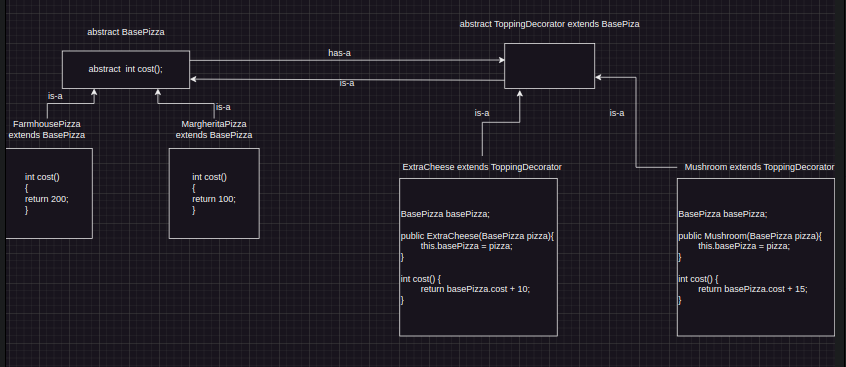 abstract BasePizza
abstract ToppingDecorator extends BasePiza
abstract  int cost();
has-a
is-a
is-a
is-a
FarmhousePizza
extends BasePizza
MargheritaPizza
extends BasePizza
int cost()
{
return 200;
}
int cost()
{
return 100;
}
is-a
is-a
ExtraCheese extends ToppingDecorator
BasePizza basePizza;
public ExtraCheese(BasePizza pizza){
this.basePizza = pizza;
}
int cost() {
return basePizza.cost + 10;
}
Mushroom extends ToppingDecorator
BasePizza basePizza;
public Mushroom(BasePizza pizza){
this.basePizza = pizza;
}
int cost() {
return basePizza.cost + 15;
}